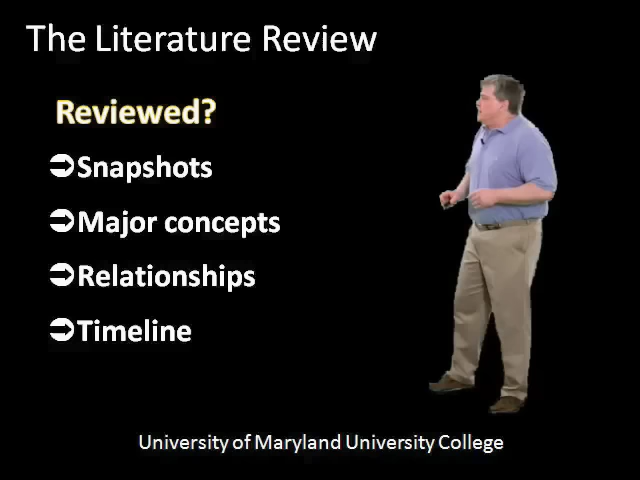 The Literature Review
Reviewed?
Snapshots
Major concepts
Relationships
Timeline
University of Maryland University College